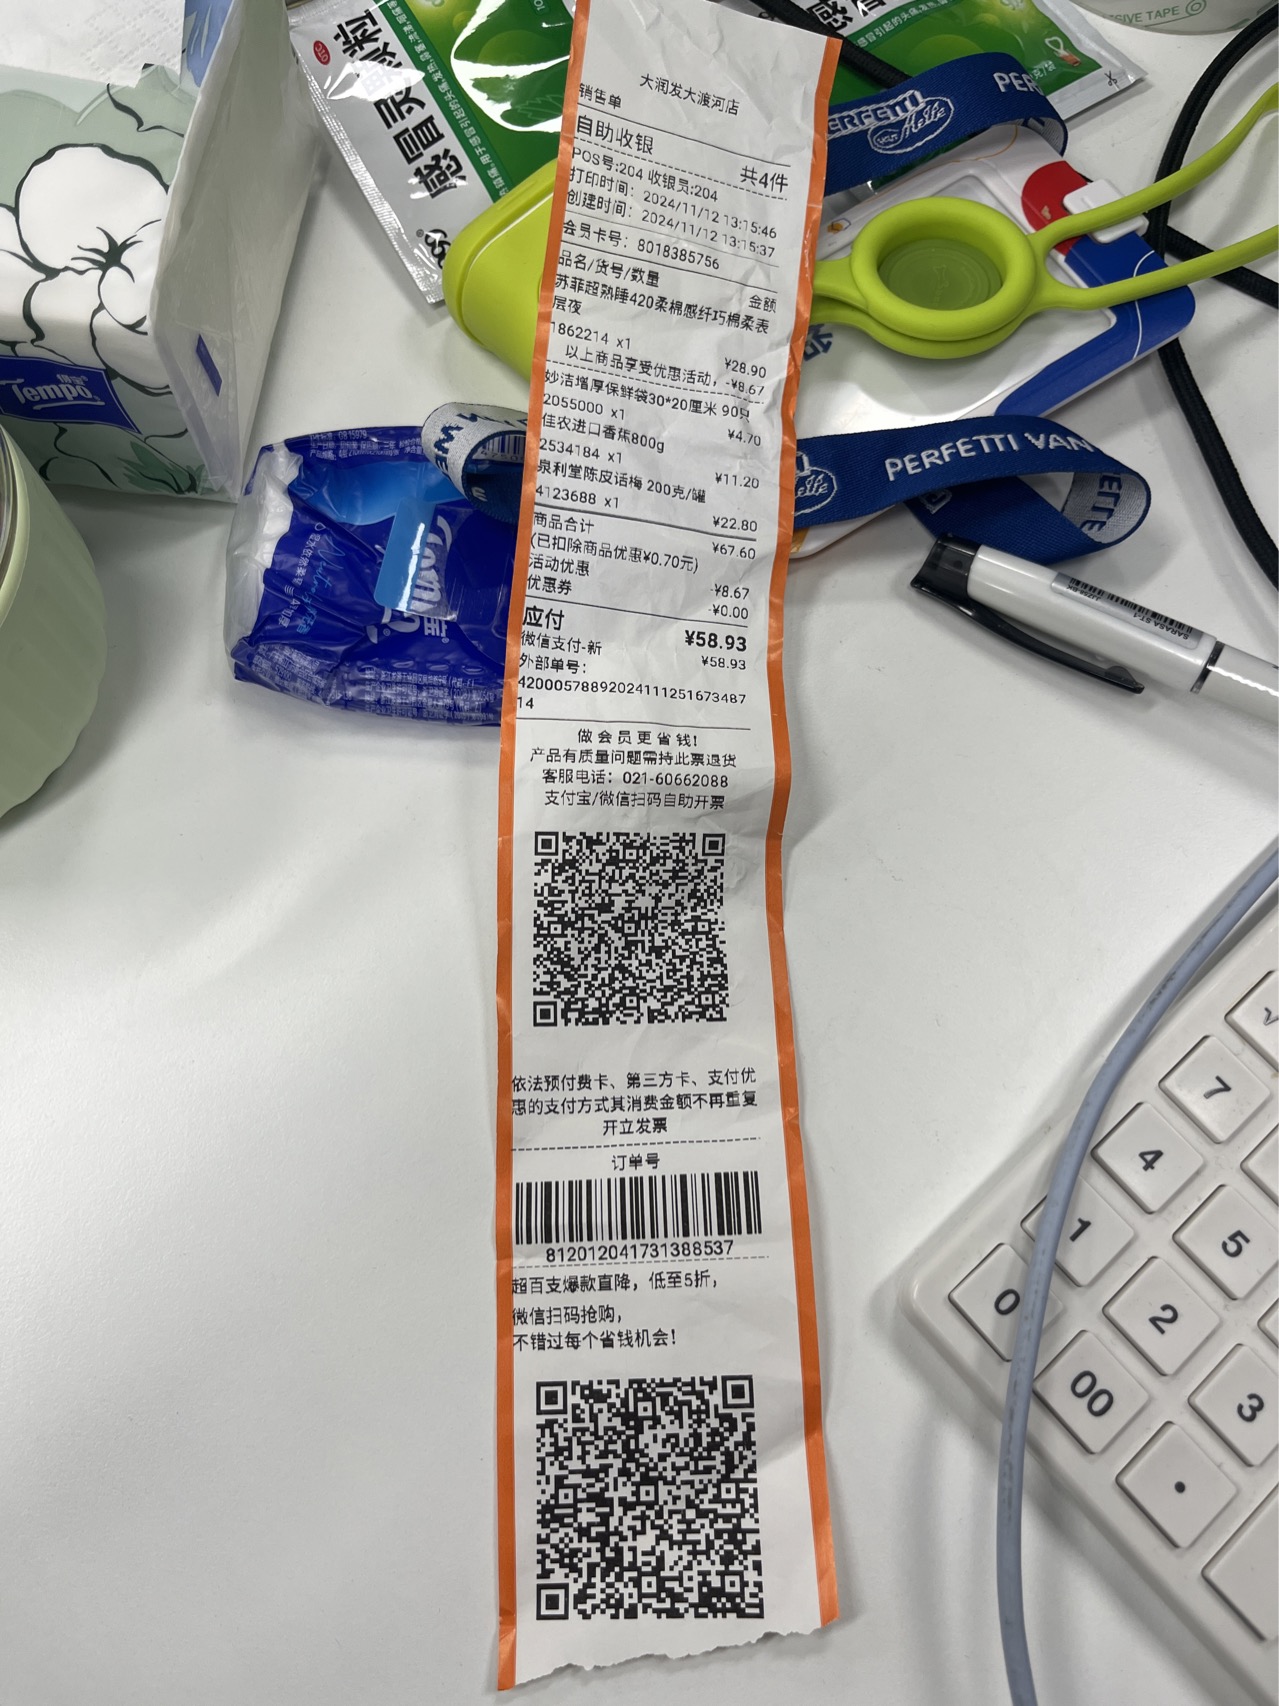 大润发大渡河店
销售单
自助收银 共4件
POS号:204 收银员:204
打印时间: 2024/11/12 13:15:46
创建时间: 2024/11/12 13:15:37
会员卡号: 8018385756
品名/货号/数量 金额
苏菲超熟睡420柔棉感纤巧棉柔表
层夜
1862214 x1 ¥28.90
以上商品享受优惠活动, -¥8.67
妙洁增厚保鲜袋30*20厘米 90只
2055000 x1 ¥4.70
佳农进口香蕉800g
2534184 x1 ¥11.20
泉利堂陈皮话梅 200克/罐
4123688 x1 ¥22.80
商品合计 ¥67.60
(已扣除商品优惠¥0.70元)
活动优惠 -¥8.67
优惠券 -¥0.00
应付 ¥58.93
微信支付-新 ¥58.93
外部单号:
42000578892024111251673487
14
做会员更省钱!
产品有质量问题需持此票退货
客服电话: 021-60662088
支付宝/微信扫码自助开票
依法预付费卡、第三方卡、支付优
惠的支付方式其消费金额不再重复
开立发票
订单号
812012041731388537
超百支爆款直降, 低至5折,
微信扫码抢购,
不错过每个省钱机会!
感冒灵颗粒
OTC
Tempo
PERFETTI
van Melle
PER
PERFETTI VAN
SARASA ST-1
√
7
4
1
5
0
2
00
3
.